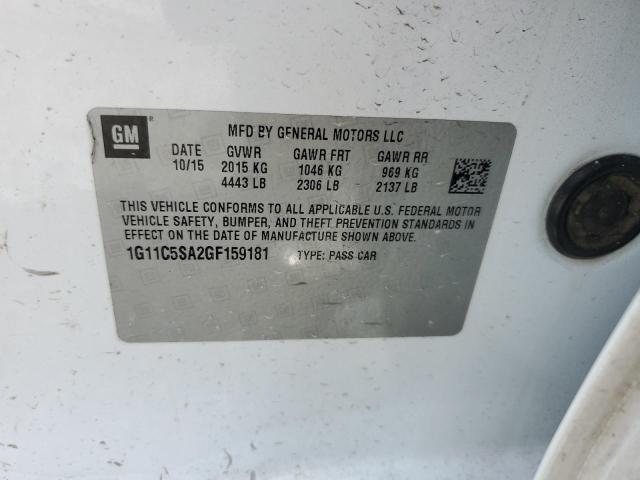 GM ®
MFD BY GENERAL MOTORS LLC
DATE GVWR GAWR FRT GAWR RR
10/15 2015 KG 1046 KG 969 KG
4443 LB 2306 LB 2137 LB
THIS VEHICLE CONFORMS TO ALL APPLICABLE U.S. FEDERAL MOTOR
VEHICLE SAFETY, BUMPER, AND THEFT PREVENTION STANDARDS IN
EFFECT ON THE DATE OF MANUFACTURE SHOWN ABOVE.
1G11C5SA2GF159181 TYPE: PASS CAR